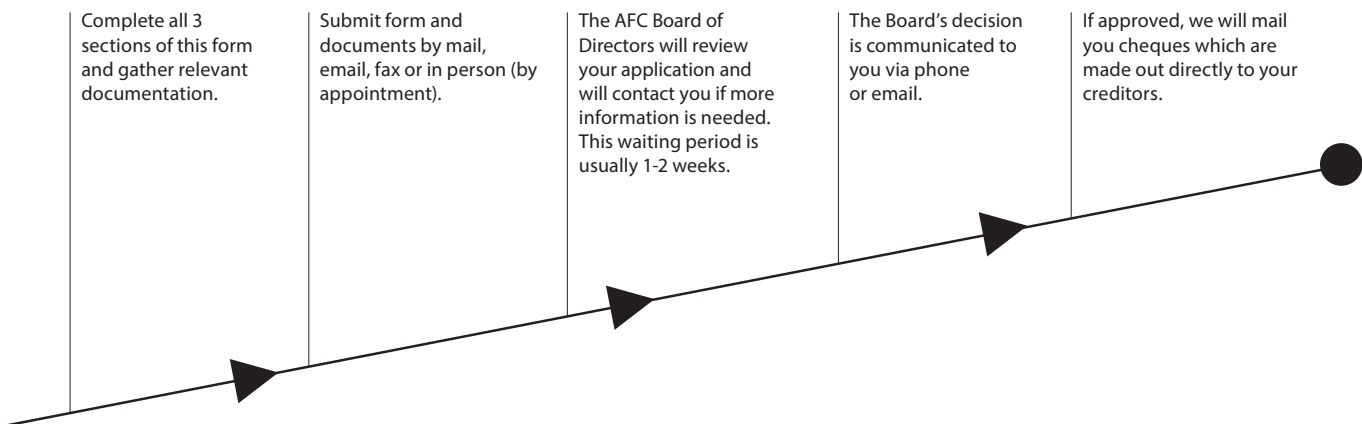 Complete all 3
sections of this form
and gather relevant
documentation.
Submit form and
documents by mail,
email, fax or in person (by
appointment).
The AFC Board of
Directors will review
your application and
will contact you if more
information is needed.
This waiting period is
usually 1-2 weeks.
The Board’s decision
is communicated to
you via phone
or email.
If approved, we will mail
you cheques which are
made out directly to your
creditors.